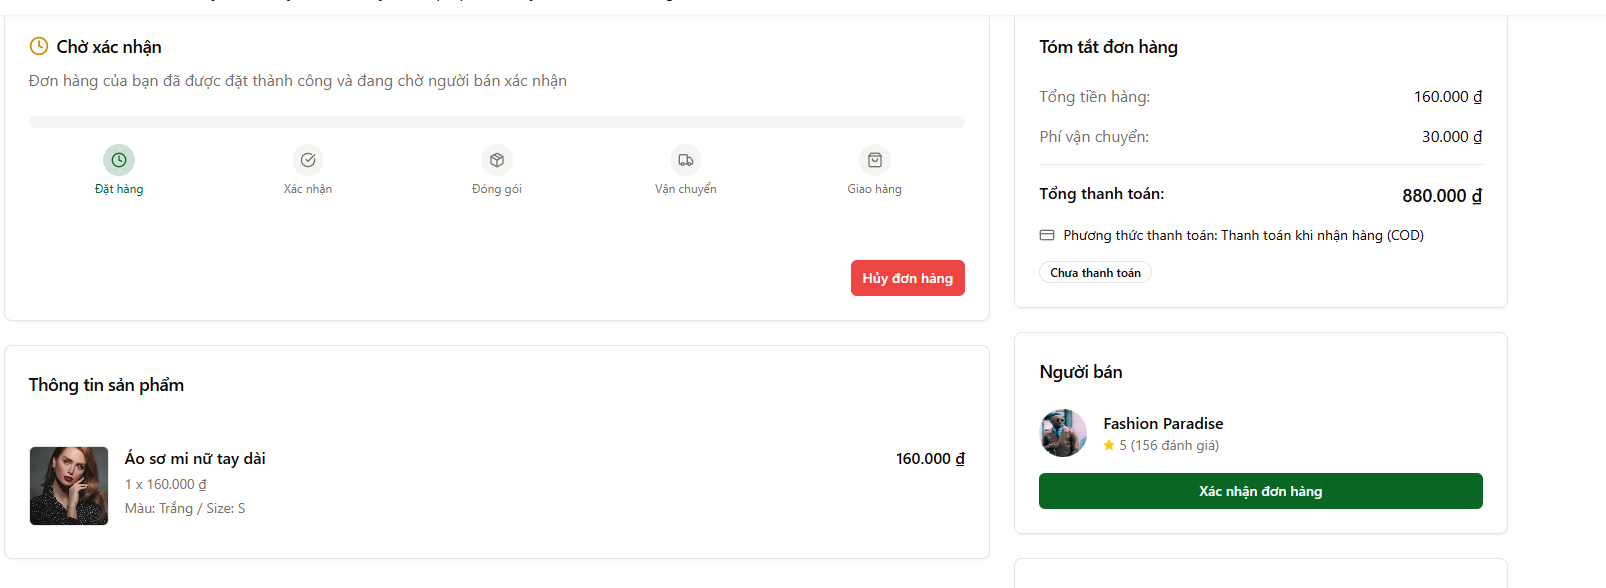 Chờ xác nhận
Đơn hàng của bạn đã được đặt thành công và đang chờ người bán xác nhận
Đặt hàng
Xác nhận
Đóng gói
Vận chuyển
Giao hàng
Hủy đơn hàng
Thông tin sản phẩm
Áo sơ mi nữ tay dài
160.000 ₫
1 x 160.000 ₫
Màu: Trắng / Size: S
Tóm tắt đơn hàng
Tổng tiền hàng: 160.000 ₫
Phí vận chuyển: 30.000 ₫
Tổng thanh toán: 880.000 ₫
Phương thức thanh toán: Thanh toán khi nhận hàng (COD)
Chưa thanh toán
Người bán
Fashion Paradise
5 (156 đánh giá)
Xác nhận đơn hàng